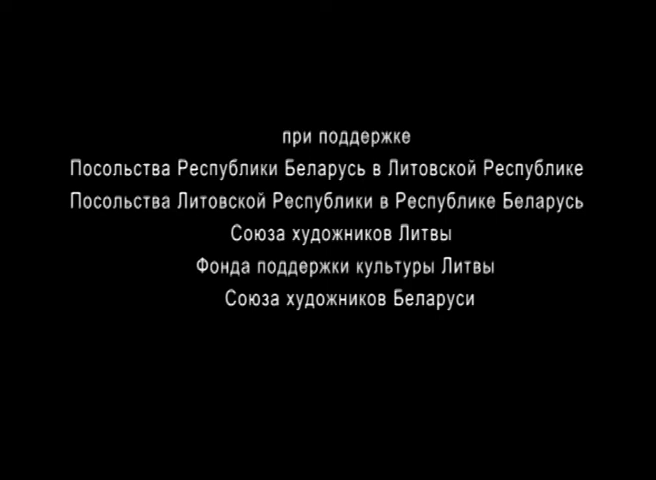 при поддержке
Посольства Республики Беларусь в Литовской Республике
Посольства Литовской Республики в Республике Беларусь
Союза художников Литвы
Фонда поддержки культуры Литвы
Союза художников Беларуси